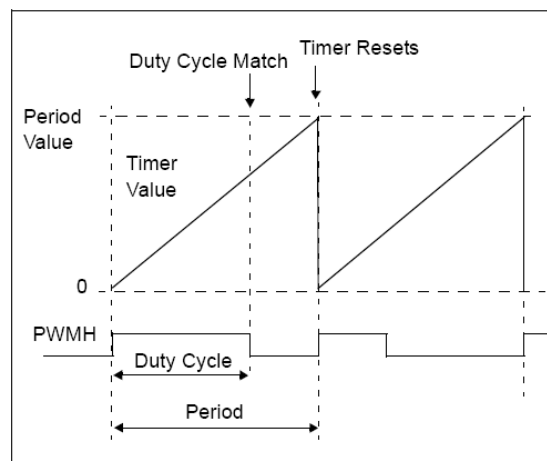 Duty Cycle Match
Timer Resets
Period
Value
Timer
Value
0
PWMH
Duty Cycle
Period